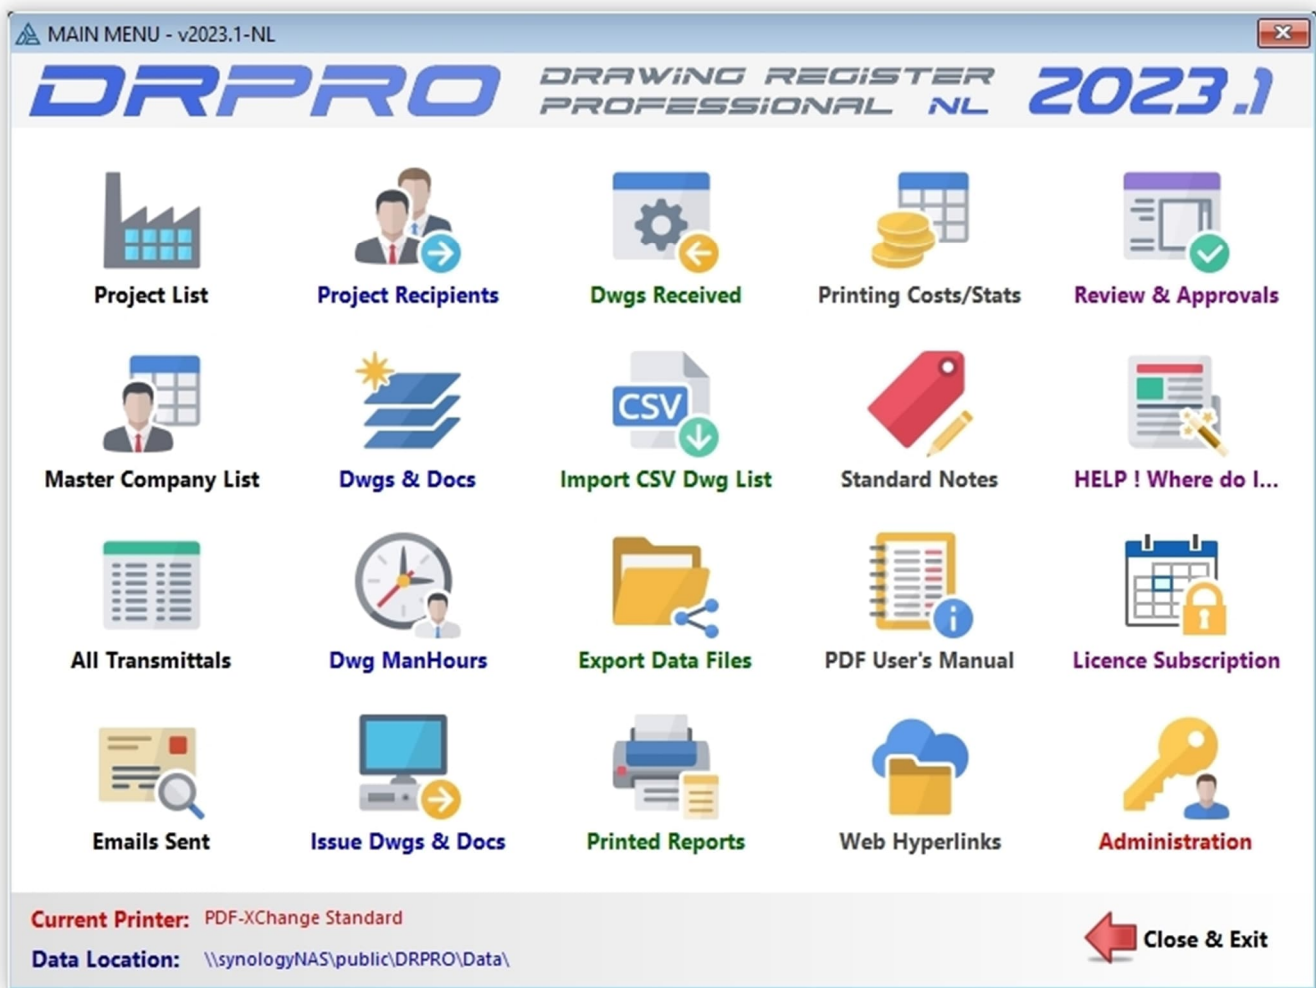 MAIN MENU - v2023.1-NL
DRPRO DRAWING REGISTER PROFESSIONAL NL 2023.1
Project List
Project Recipients
Dwgs Received
Printing Costs/Stats
Review & Approvals
CSV
Master Company List
Dwgs & Docs
Import CSV Dwg List
Standard Notes
HELP ! Where do I...
All Transmittals
Dwg ManHours
Export Data Files
PDF User's Manual
Licence Subscription
Emails Sent
Issue Dwgs & Docs
Printed Reports
Web Hyperlinks
Administration
Current Printer: PDF-XChange Standard
Data Location: \\synologyNAS\public\DRPRO\Data\
Close & Exit